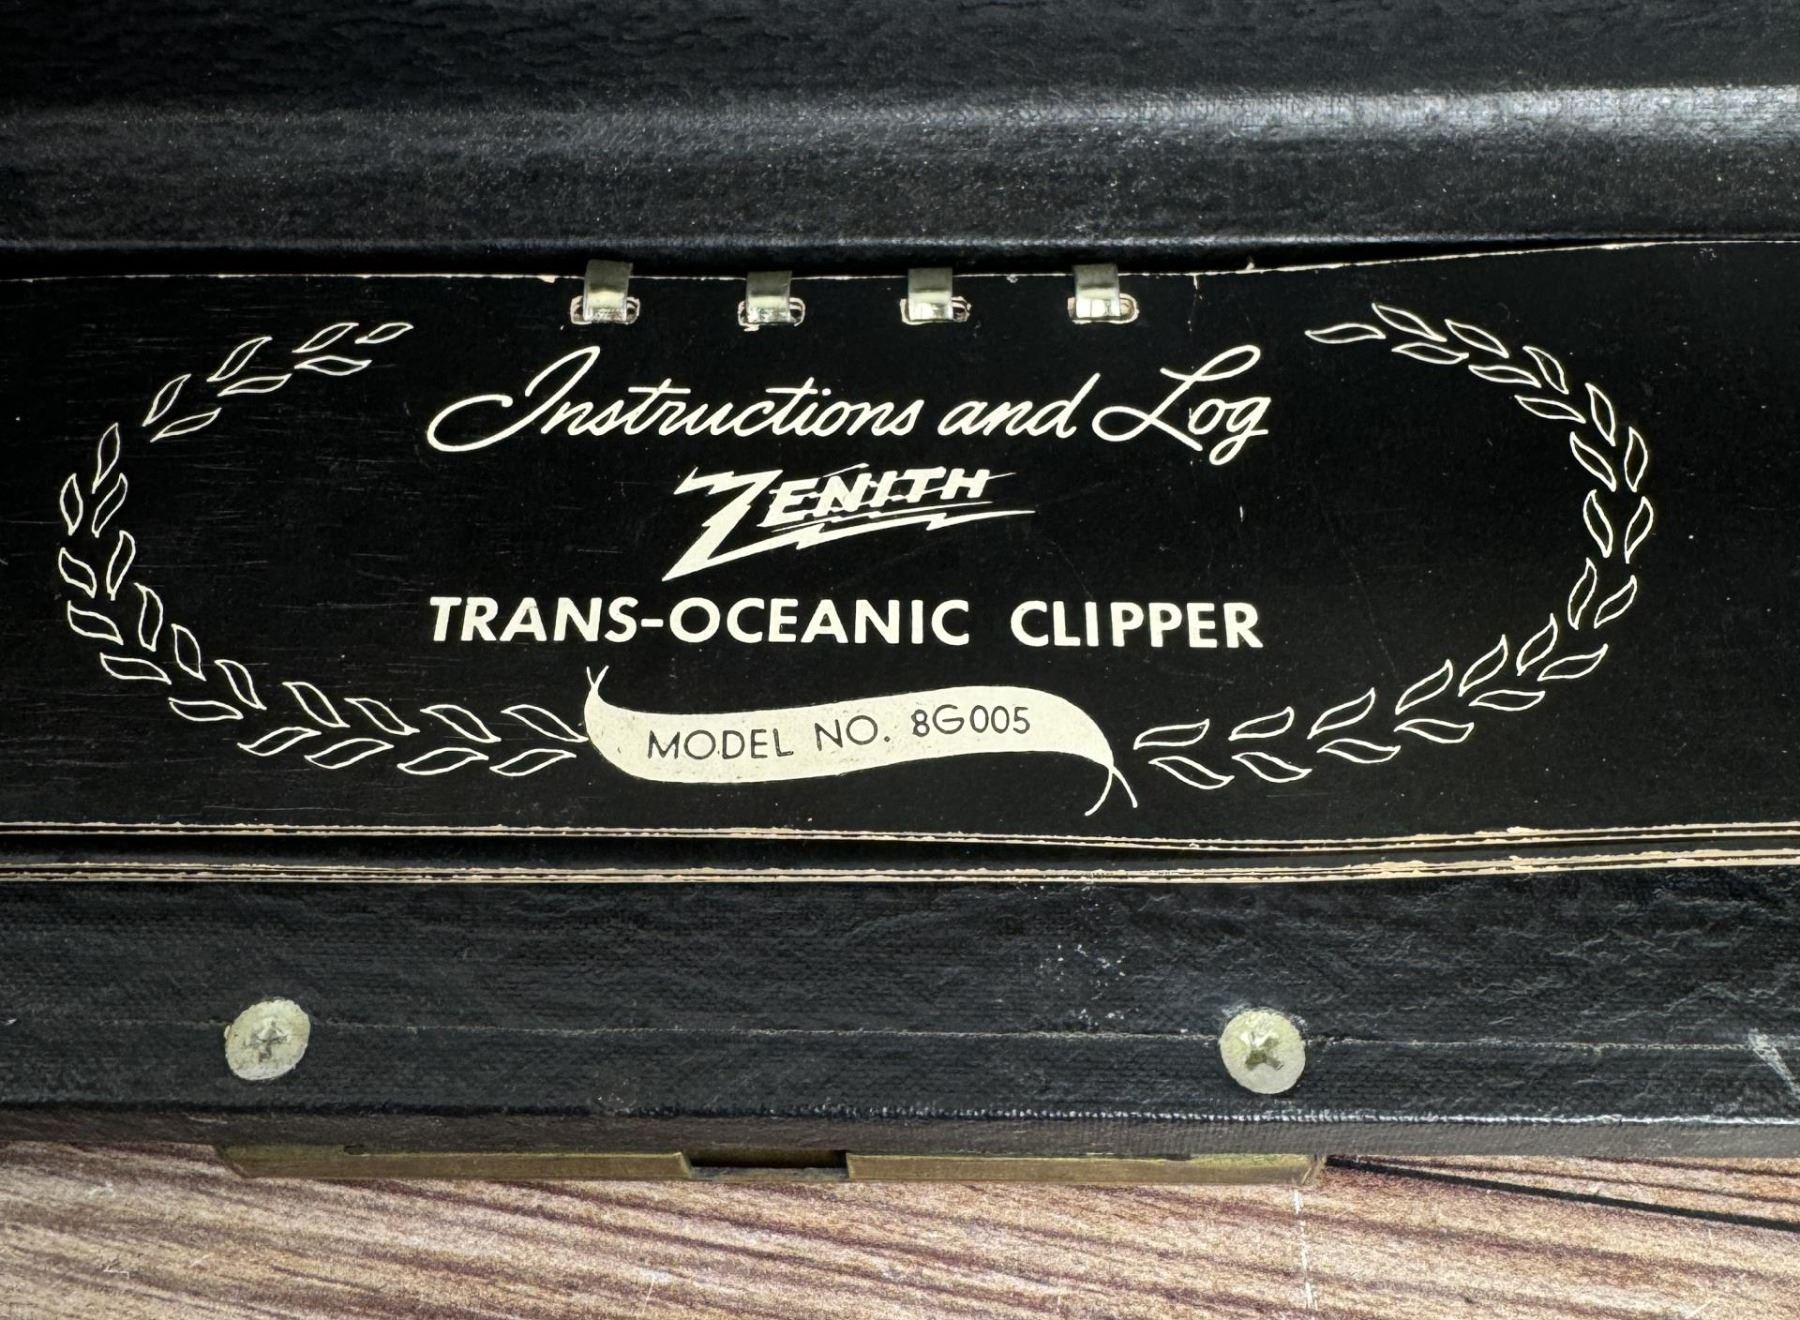 Instructions and Log
ZENITH
TRANS-OCEANIC CLIPPER
MODEL NO. 8G005